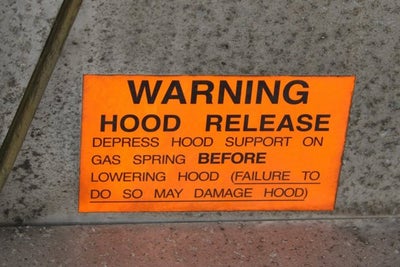 WARNING
HOOD RELEASE
DEPRESS HOOD SUPPORT ON
GAS SPRING BEFORE
LOWERING HOOD (FAILURE TO
DO SO MAY DAMAGE HOOD)